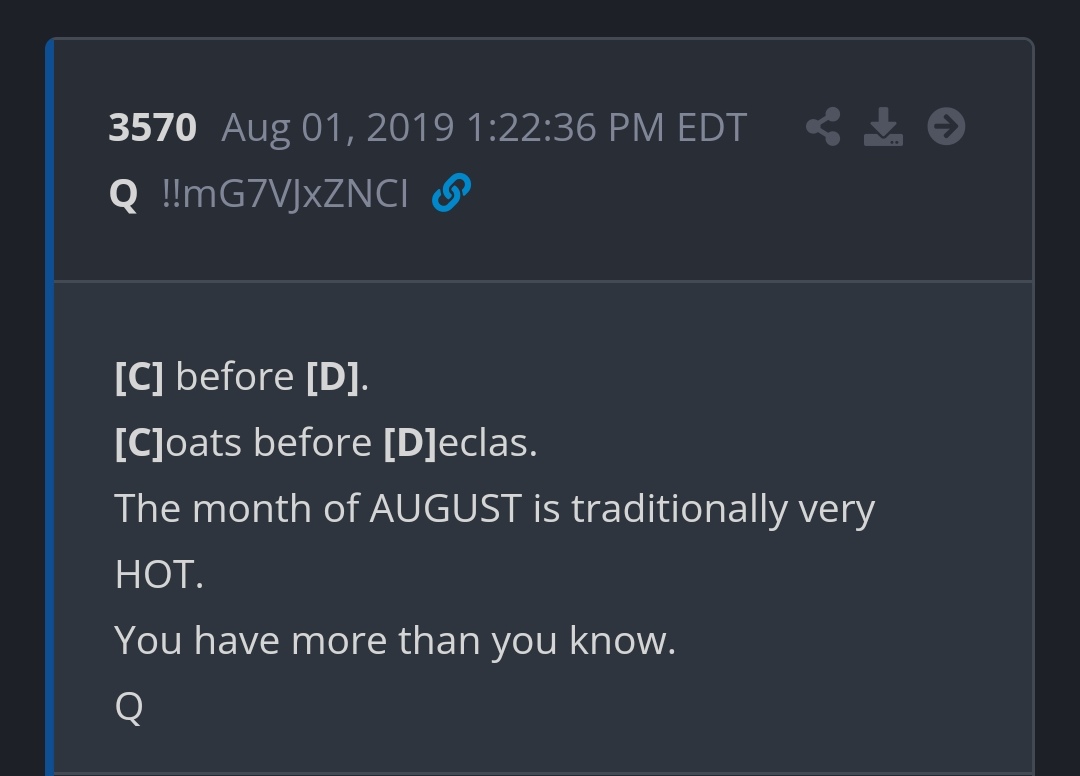 3570 Aug 01, 2019 1:22:36 PM EDT
Q !!mG7VJxZNCI
[C] before [D].
[C]oats before [D]eclas.
The month of AUGUST is traditionally very
HOT.
You have more than you know.
Q